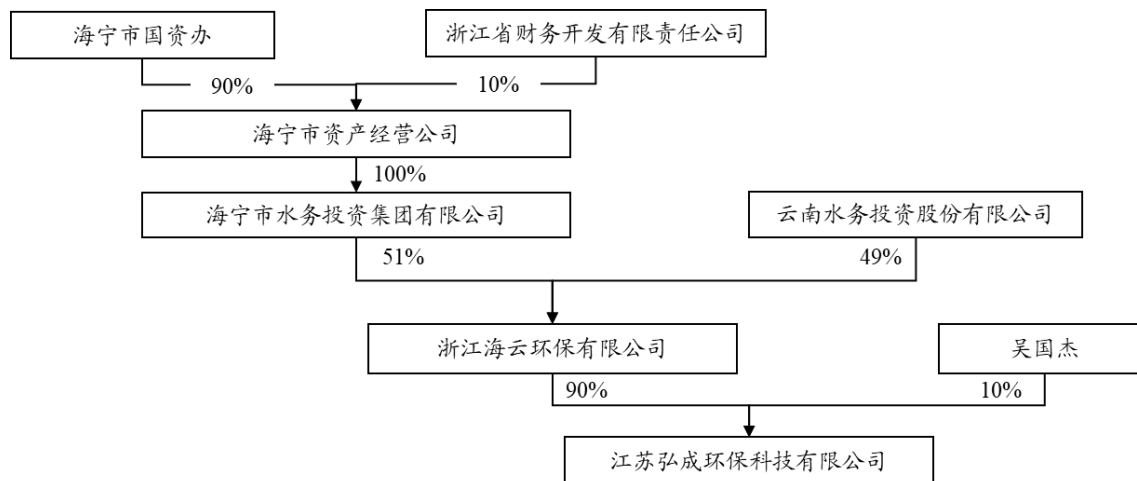 海宁市国资办
浙江省财务开发有限责任公司
90%
10%
海宁市资产经营公司
100%
海宁市水务投资集团有限公司
云南水务投资股份有限公司
51%
49%
浙江海云环保有限公司
吴国杰
90%
10%
江苏弘成环保科技有限公司